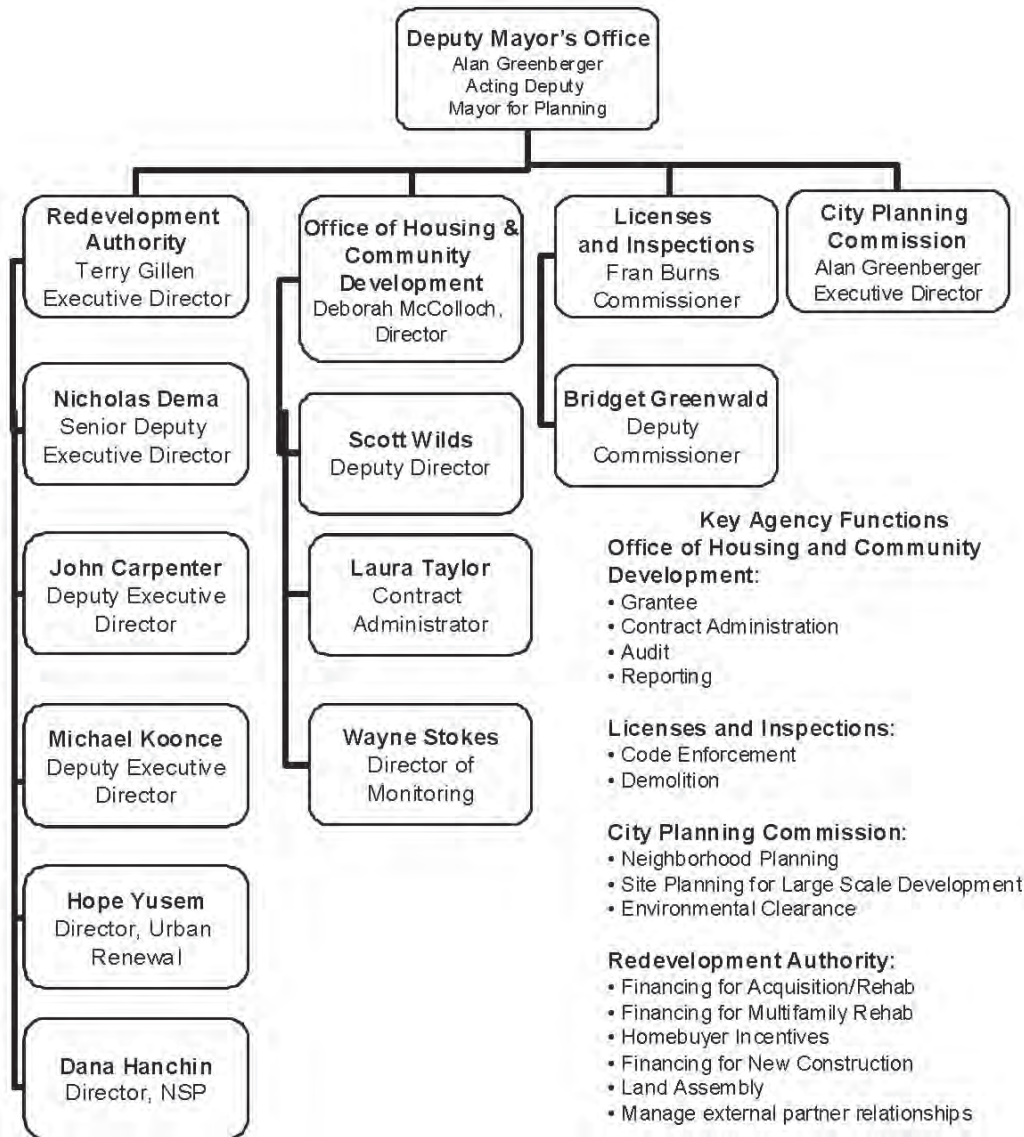 Deputy Mayor's Office
Alan Greenberger
Acting Deputy
Mayor for Planning
Redevelopment
Authority
Terry Gillen
Executive Director
Nicholas Dema
Senior Deputy
Executive Director
John Carpenter
Deputy Executive
Director
Michael Koonce
Deputy Executive
Director
Hope Yusem
Director, Urban
Renewal
Dana Hanchin
Director, NSP
Office of Housing &
Community
Development
Deborah McColloch,
Director
Scott Wilds
Deputy Director
Laura Taylor
Contract
Administrator
Wayne Stokes
Director of
Monitoring
Licenses
and Inspections
Fran Burns
Commissioner
Bridget Greenwald
Deputy
Commissioner
City Planning
Commission
Alan Greenberger
Executive Director
Key Agency Functions
Office of Housing and Community
Development:
• Grantee
• Contract Administration
• Audit
• Reporting
Licenses and Inspections:
• Code Enforcement
• Demolition
City Planning Commission:
• Neighborhood Planning
• Site Planning for Large Scale Development
• Environmental Clearance
Redevelopment Authority:
• Financing for Acquisition/Rehab
• Financing for Multifamily Rehab
• Homebuyer Incentives
• Financing for New Construction
• Land Assembly
• Manage external partner relationships